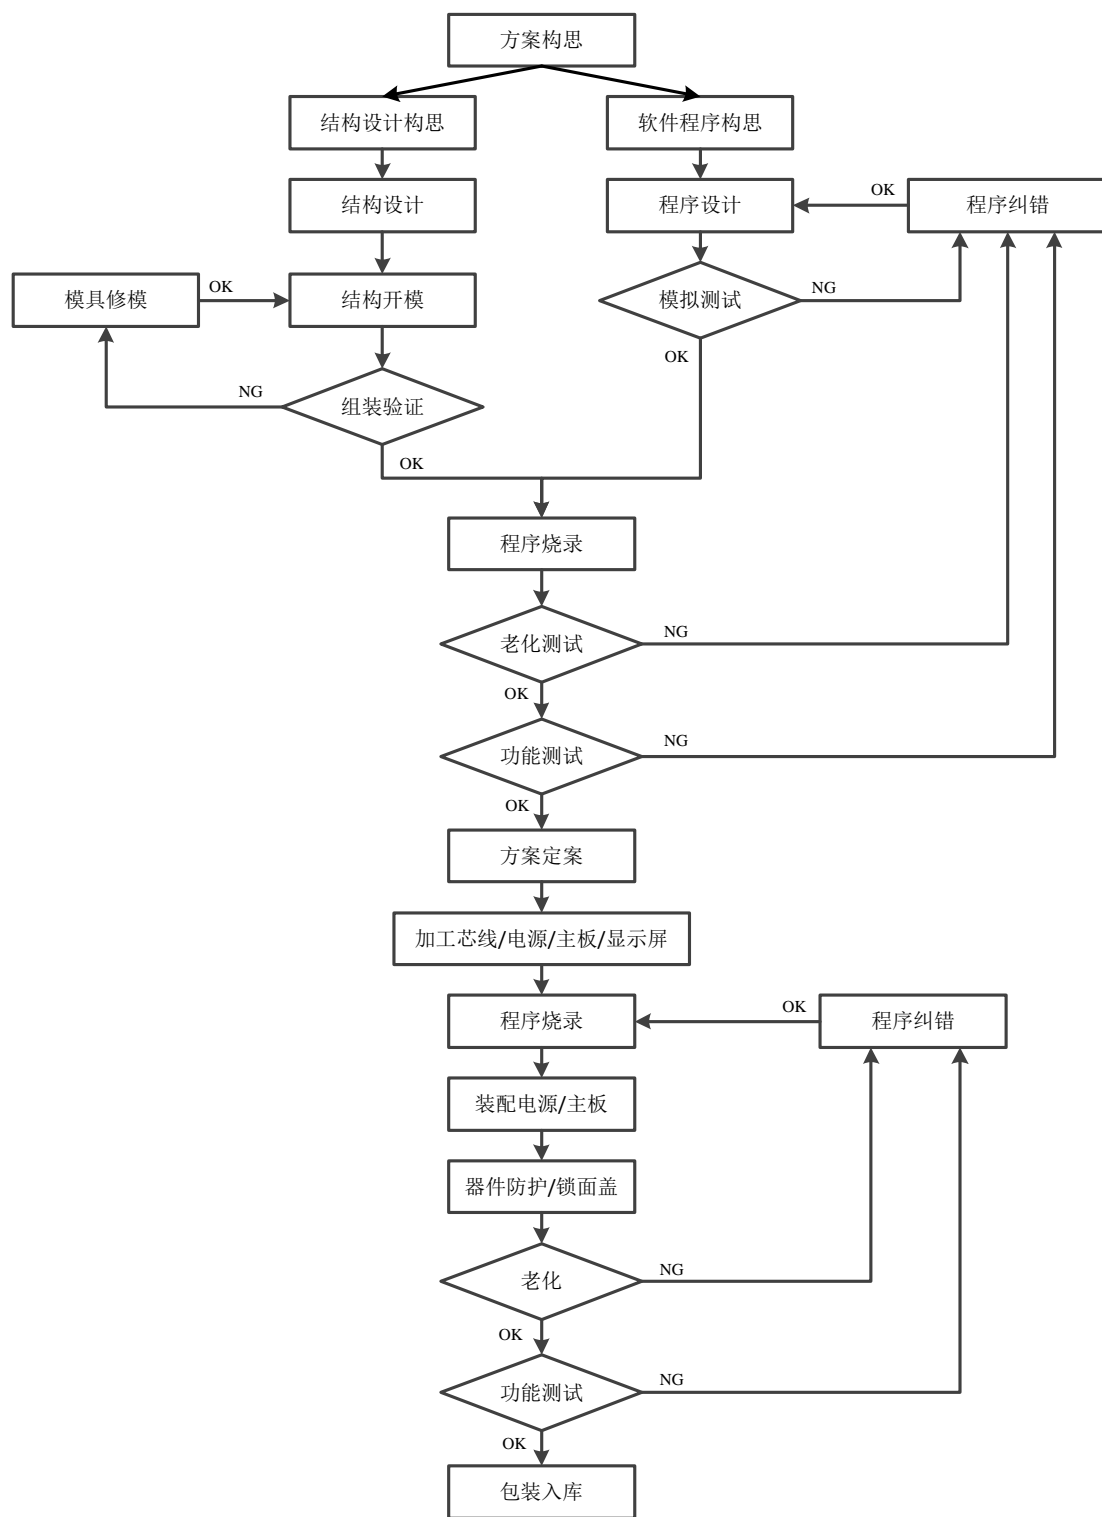 方案构思
结构设计构思
软件程序构思
结构设计
程序设计
OK
程序纠错
模具修模
OK
结构开模
模拟测试
NG
OK
NG
组装验证
OK
程序烧录
老化测试
NG
OK
功能测试
NG
OK
方案定案
加工芯线/电源/主板/显示屏
程序烧录
OK
程序纠错
装配电源/主板
器件防护/锁面盖
老化
NG
OK
功能测试
NG
OK
包装入库